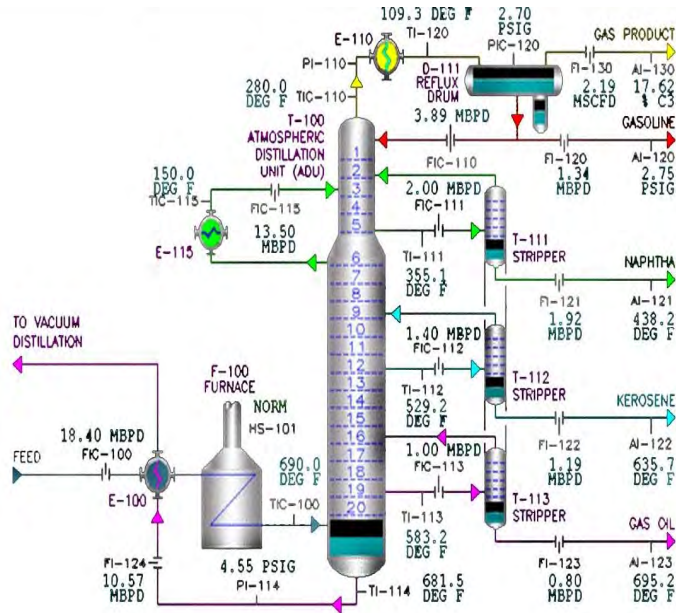 109.3 DEG F
2.70
PSIG
E-110
TI-120
PIC-120
GAS PRODUCT
PI-110
D-111
REFLUX
DRUM
FI-130
AI-130
280.0
DEG F
TIC-110
2.19
MSCFD
17.62
% C3
T-100
ATMOSPHERIC
DISTILLATION
UNIT (ADU)
3.89 MBPD
GASOLINE
1
FIC-110
FI-120
AI-120
150.0
DEG F
TIC-115
2
2.00 MBPD
1.34
MBPD
2.75
PSIG
3
FIC-115
FIC-111
4
13.50
MBPD
5
T-111
STRIPPER
E-115
TI-111
6
355.1
DEG F
NAPHTHA
7
FI-121
AI-121
8
1.92
MBPD
438.2
DEG F
9
TO VACUUM
DISTILLATION
10
1.40 MBPD
11
FIC-112
T-112
STRIPPER
F-100
FURNACE
12
TI-112
13
529.2
DEG F
KEROSENE
NORM
HS-101
14
15
FI-122
AI-122
18.40 MBPD
16
1.00 MBPD
1.19
MBPD
635.7
DEG F
FEED
FIC-100
690.0
DEG F
17
FIC-113
18
E-100
TIC-100
19
TI-113
T-113
STRIPPER
20
583.2
DEG F
GAS OIL
FI-124
4.55 PSIG
FI-123
AI-123
10.57
MBPD
PI-114
TI-114
681.5
DEG F
0.80
MBPD
695.2
DEG F